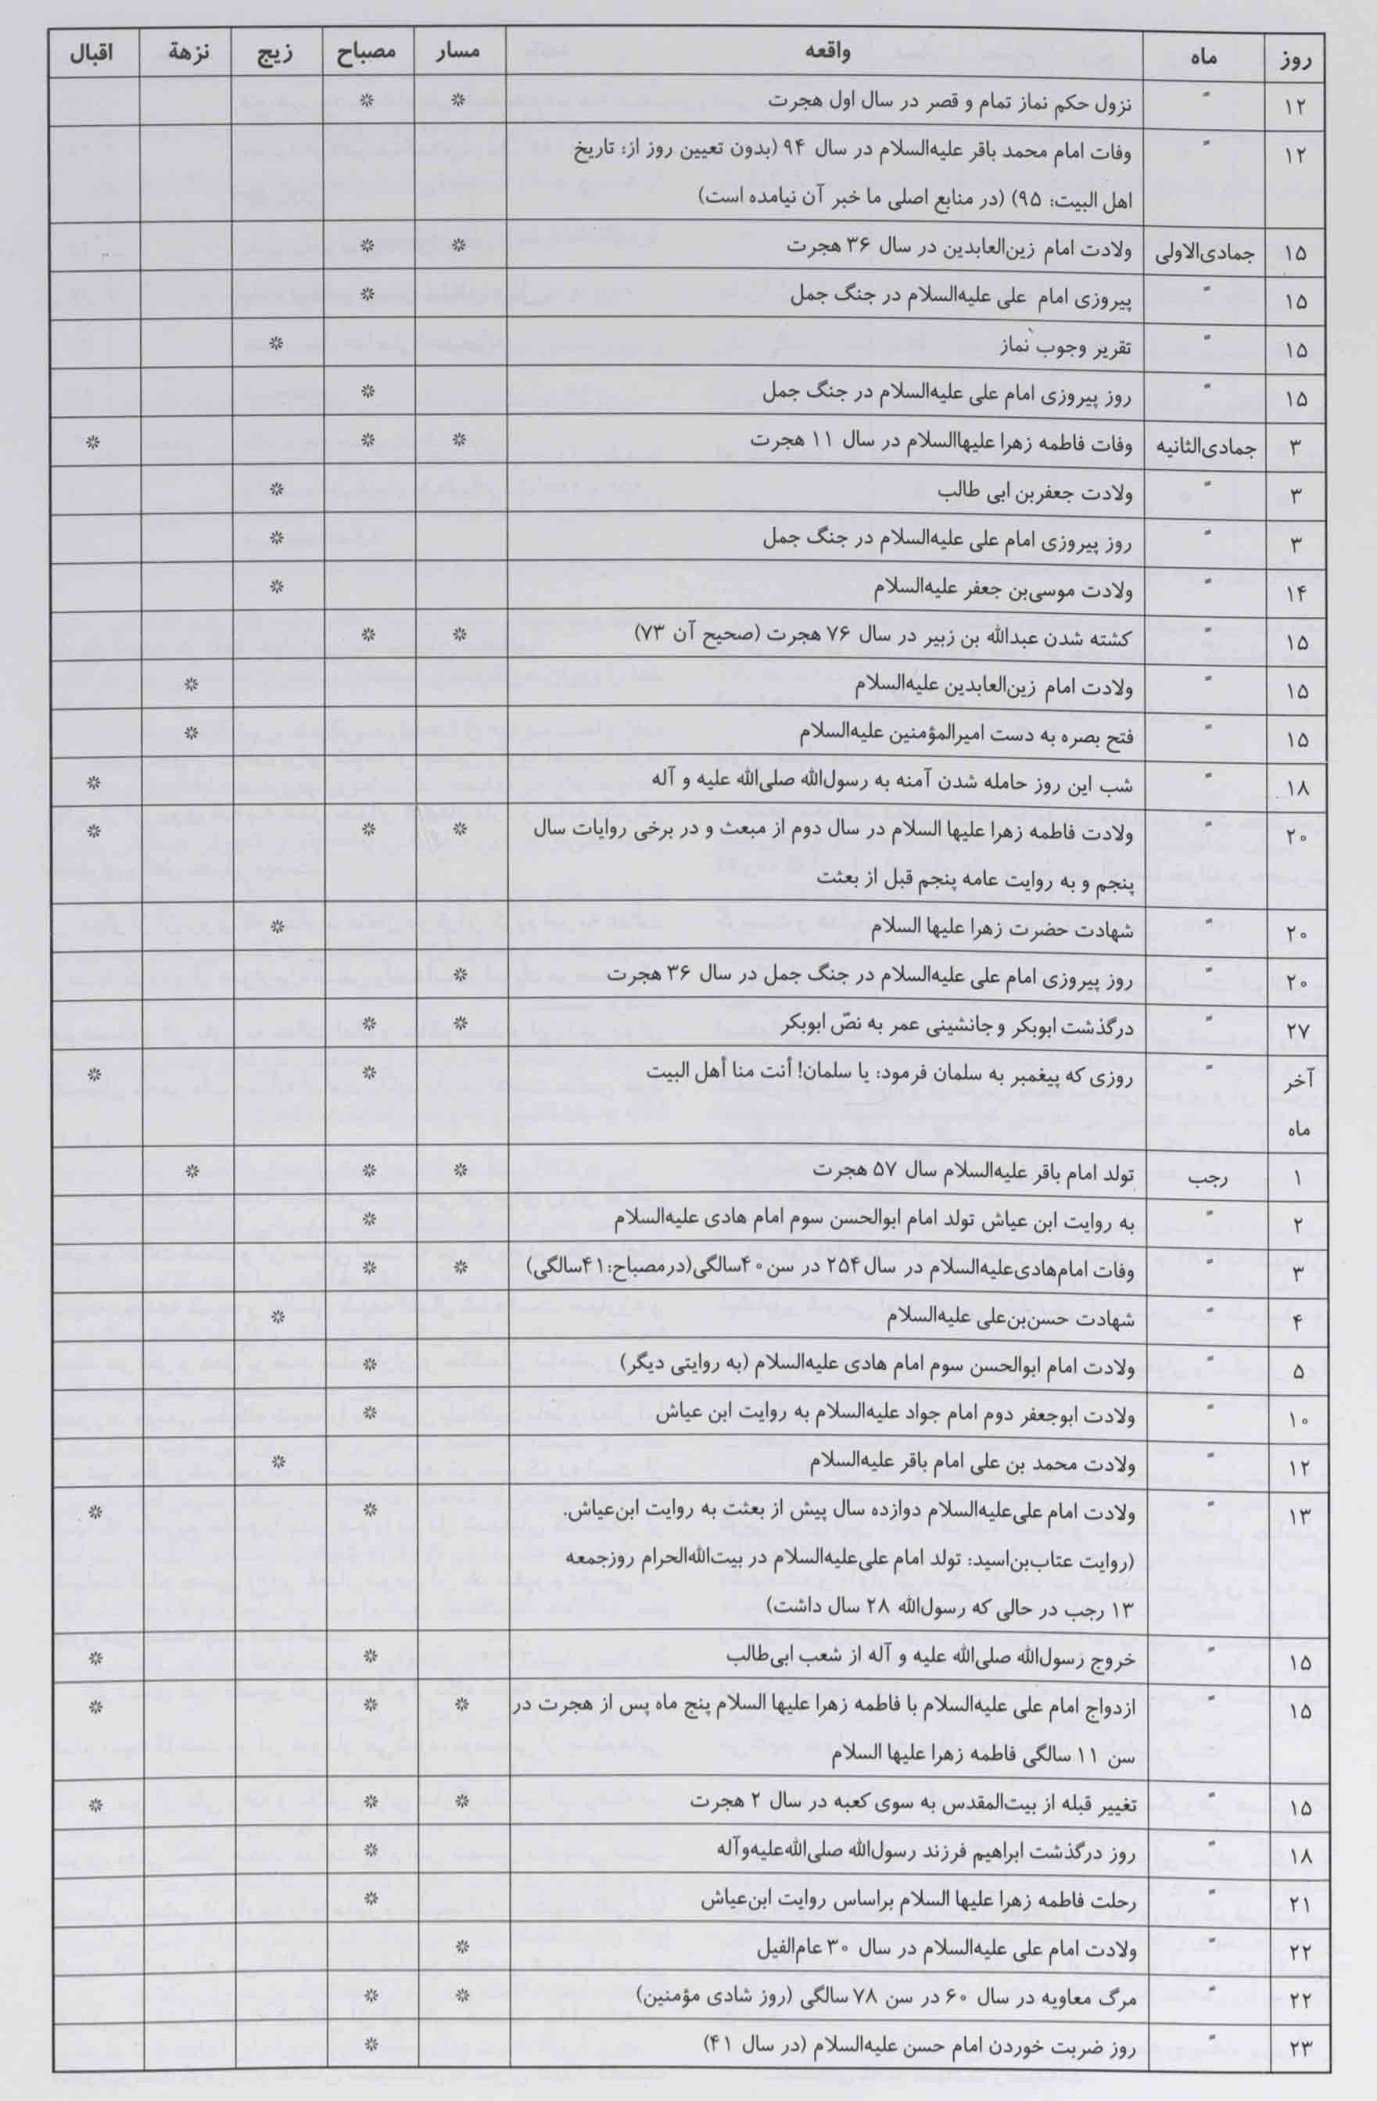 روز ماه واقعه مسار مصباح زیج نزهة اقبال
۱۲ ״ نزول حکم نماز تمام و قصر در سال اول هجرت ❊ ❊
۱۲ ״ وفات امام محمد باقر علیه‌السلام در سال ۹۴ (بدون تعیین روز از: تاریخ
اهل البیت: ۹۵) (در منابع اصلی ما خبر آن نیامده است)
۱۵ جمادی‌الاولی ولادت امام زین‌العابدین در سال ۳۶ هجرت ❊ ❊
۱۵ ״ پیروزی امام علی علیه‌السلام در جنگ جمل ❊
۱۵ ״ تقریر وجوب نماز ❊
۱۵ ״ روز پیروزی امام علی علیه‌السلام در جنگ جمل ❊
۳ جمادی‌الثانیه وفات فاطمه زهرا علیهاالسلام در سال ۱۱ هجرت ❊ ❊ ❊
۳ ״ ولادت جعفربن ابی طالب ❊
۳ ״ روز پیروزی امام علی علیه‌السلام در جنگ جمل ❊
۱۴ ״ ولادت موسی‌بن جعفر علیه‌السلام ❊
۱۵ ״ کشته شدن عبدالله بن زبیر در سال ۷۶ هجرت (صحیح آن ۷۳) ❊ ❊
۱۵ ״ ولادت امام زین‌العابدین علیه‌السلام ❊
۱۵ ״ فتح بصره به دست امیرالمؤمنین علیه‌السلام ❊
۱۸ ״ شب این روز حامله شدن آمنه به رسول‌الله صلی‌الله علیه و آله ❊
۲۰ ״ ولادت فاطمه زهرا علیها السلام در سال دوم از مبعث و در برخی روایات سال ❊ ❊ ❊
پنجم و به روایت عامه پنجم قبل از بعثت
۲۰ ״ شهادت حضرت زهرا علیها السلام ❊
۲۰ ״ روز پیروزی امام علی علیه‌السلام در جنگ جمل در سال ۳۶ هجرت ❊
۲۷ ״ درگذشت ابوبکر و جانشینی عمر به نصّ ابوبکر ❊ ❊
آخر ״ روزی که پیغمبر به سلمان فرمود: یا سلمان! أنت منا أهل البیت ❊ ❊
ماه
۱ رجب تولد امام باقر علیه‌السلام سال ۵۷ هجرت ❊ ❊ ❊
۲ ״ به روایت ابن عیاش تولد امام ابوالحسن سوم امام هادی علیه‌السلام ❊
۳ ״ وفات امام‌هادی‌علیه‌السلام در سال ۲۵۴ در سن ۴۰سالگی(درمصباح:۴۱سالگی) ❊ ❊
۴ ״ شهادت حسن‌بن‌علی علیه‌السلام ❊
۵ ״ ولادت امام ابوالحسن سوم امام هادی علیه‌السلام (به روایتی دیگر) ❊
۱۰ ״ ولادت ابوجعفر دوم امام جواد علیه‌السلام به روایت ابن عیاش ❊
۱۲ ״ ولادت محمد بن علی امام باقر علیه‌السلام ❊
۱۳ ״ ولادت امام علی‌علیه‌السلام دوازده سال پیش از بعثت به روایت ابن‌عیاش. ❊ ❊
(روایت عتاب‌بن‌اسید: تولد امام علی‌علیه‌السلام در بیت‌الله‌الحرام روزجمعه
۱۳ رجب در حالی که رسول‌الله ۲۸ سال داشت)
۱۵ ״ خروج رسول‌الله صلی‌الله علیه و آله از شعب ابی‌طالب ❊ ❊
۱۵ ״ ازدواج امام علی علیه‌السلام با فاطمه زهرا علیها السلام پنج ماه پس از هجرت در ❊ ❊ ❊
سن ۱۱ سالگی فاطمه زهرا علیها السلام
۱۵ ״ تغییر قبله از بیت‌المقدس به سوی کعبه در سال ۲ هجرت ❊ ❊ ❊
۱۸ ״ روز درگذشت ابراهیم فرزند رسول‌الله صلی‌الله‌علیه‌وآله ❊
۲۱ ״ رحلت فاطمه زهرا علیها السلام براساس روایت ابن‌عیاش ❊
۲۲ ״ ولادت امام علی علیه‌السلام در سال ۳۰ عام‌الفیل ❊
۲۲ ״ مرگ معاویه در سال ۶۰ در سن ۷۸ سالگی (روز شادی مؤمنین) ❊ ❊
۲۳ ״ روز ضربت خوردن امام حسن علیه‌السلام (در سال ۴۱) ❊